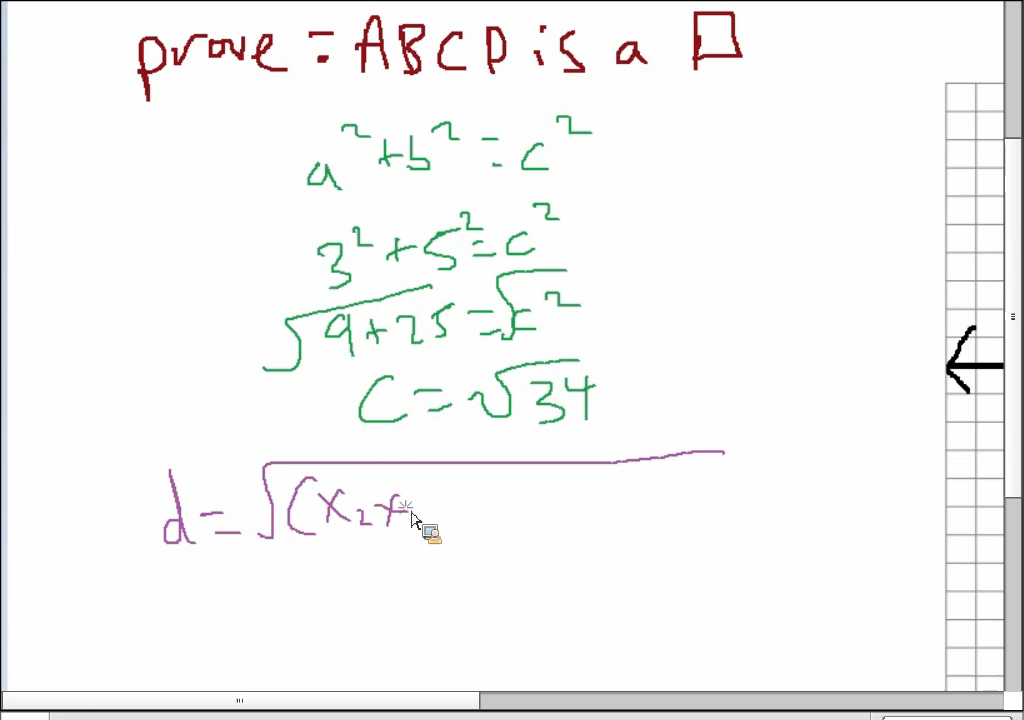 prove = ABCD is a □
a² + b² = c²
3² + 5² = c²
√9+25 = √c²
C = √34
d = √(x₂-x